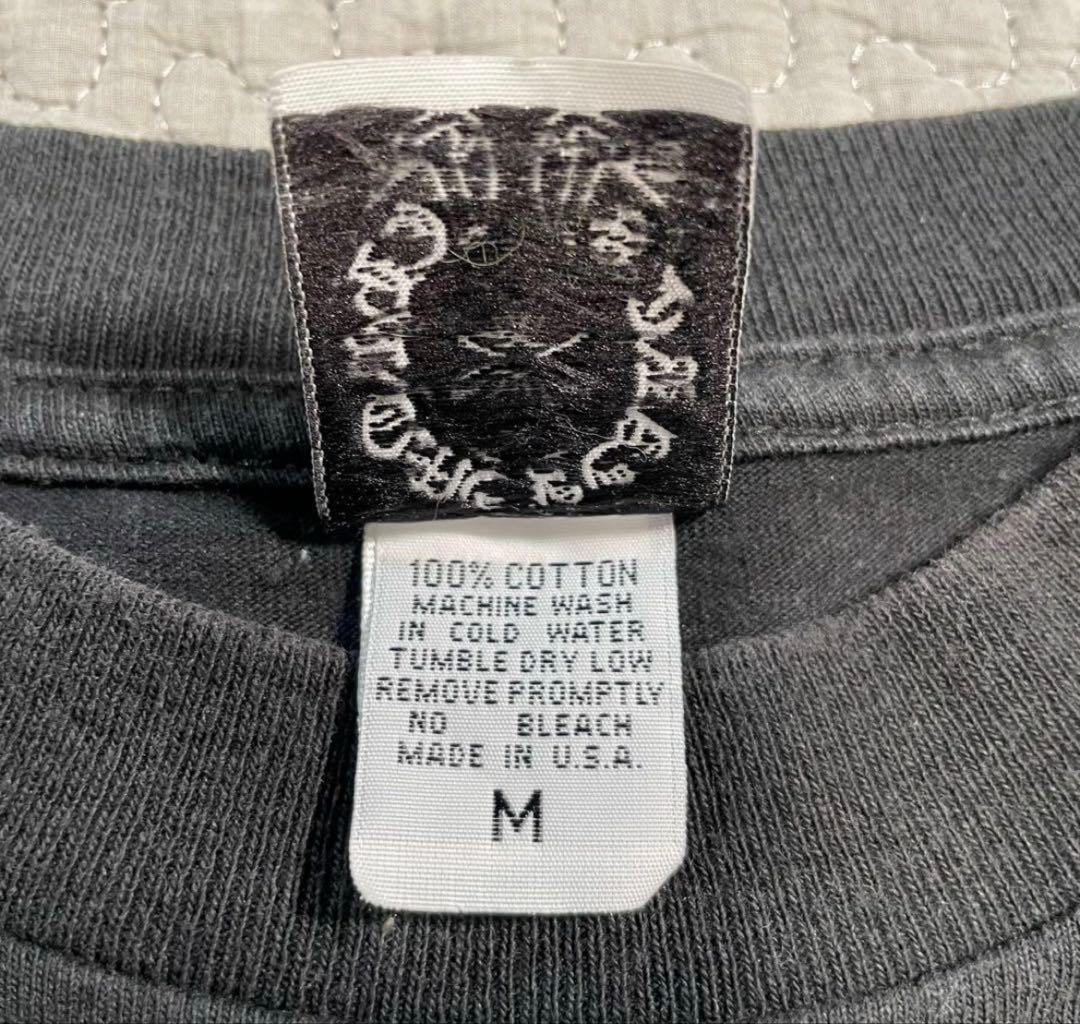 100% COTTON
MACHINE WASH
IN COLD WATER
TUMBLE DRY LOW
REMOVE PROMPTLY
NO BLEACH
MADE IN U.S.A.
M